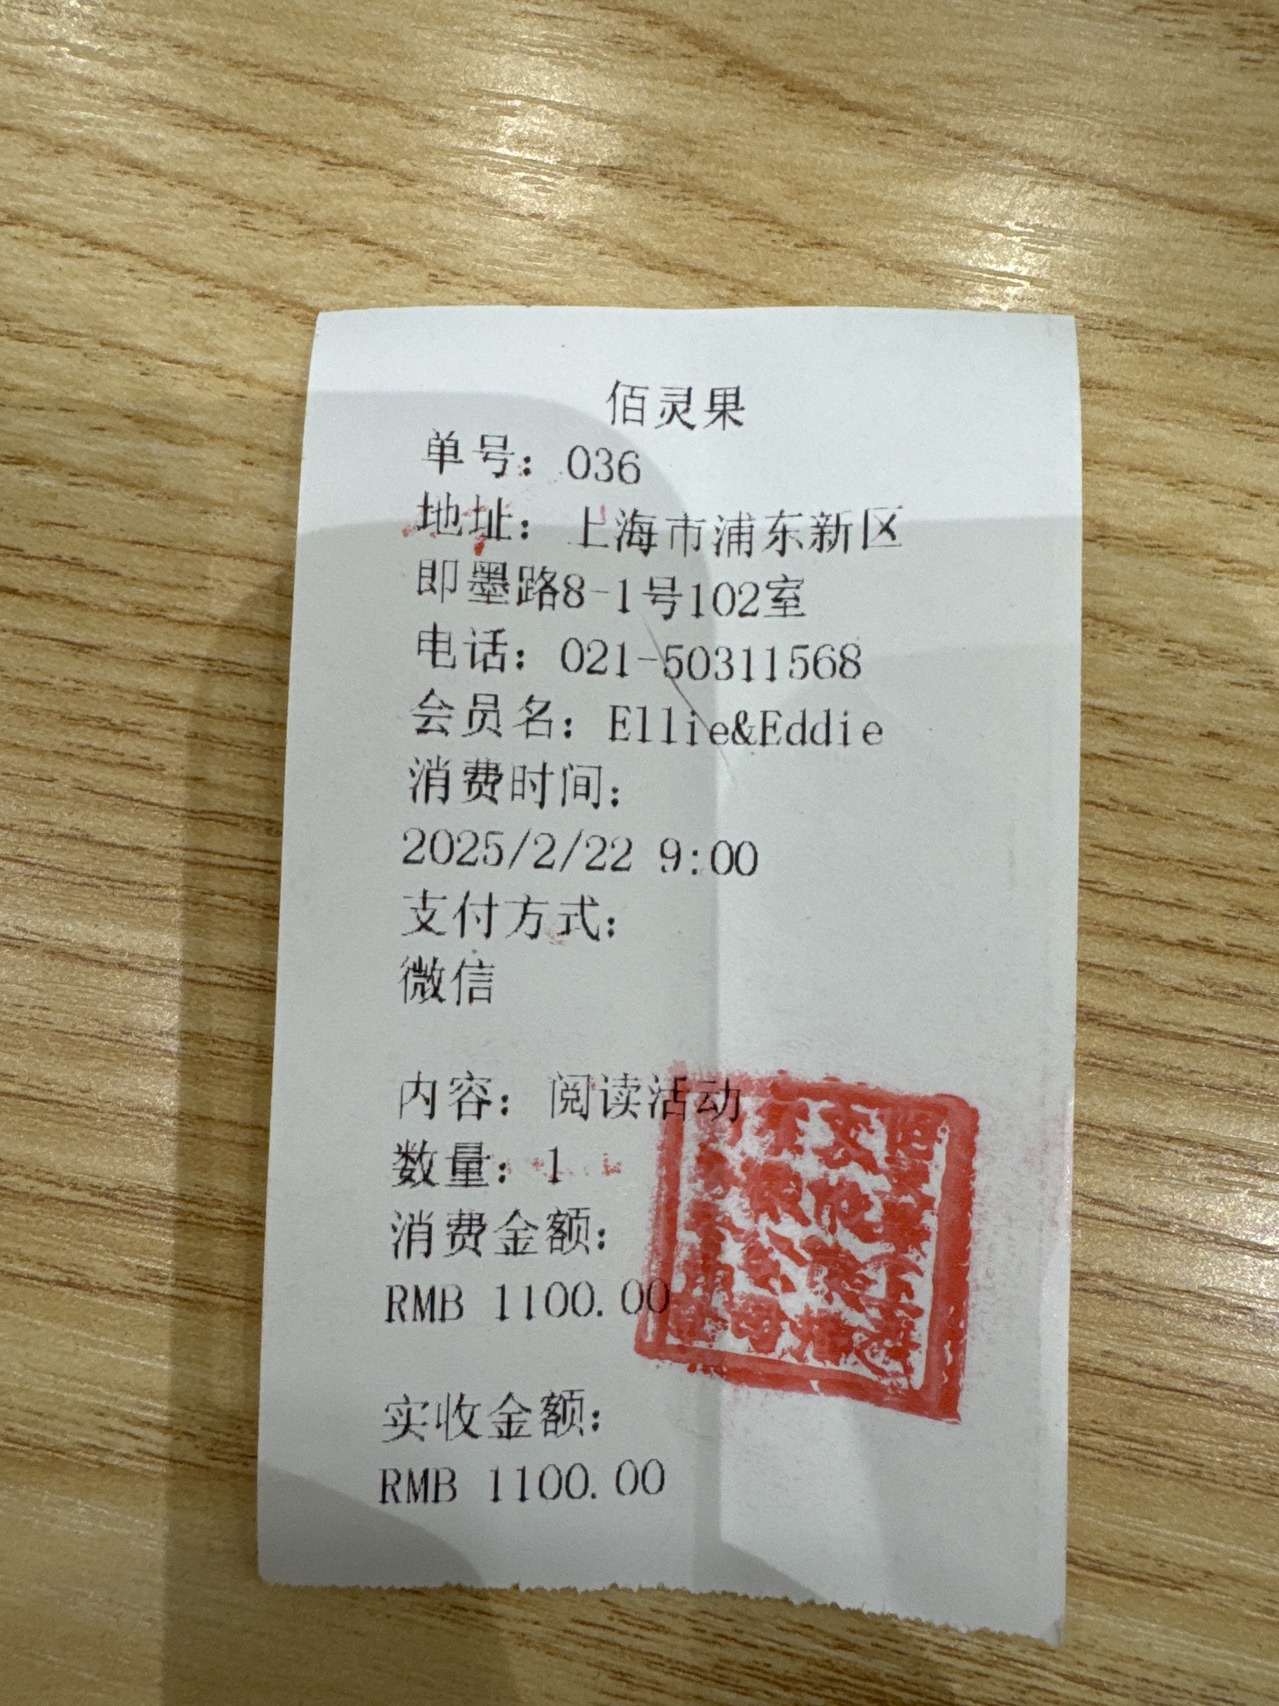 佰灵果
单号：036
地址：上海市浦东新区
即墨路8-1号102室
电话：021-50311568
会员名：Ellie&Eddie
消费时间：
2025/2/22 9:00
支付方式：
微信
内容：阅读活动
数量：1
消费金额：
RMB 1100.00
实收金额：
RMB 1100.00